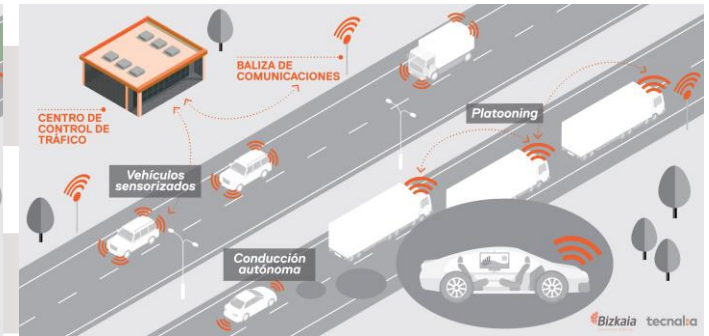 BALIZA DE
COMUNICACIONES
CENTRO DE
CONTROL DE
TRÁFICO
Platooning
Vehículos
sensorizados
Conducción
autónoma
Bizkaia tecnalia